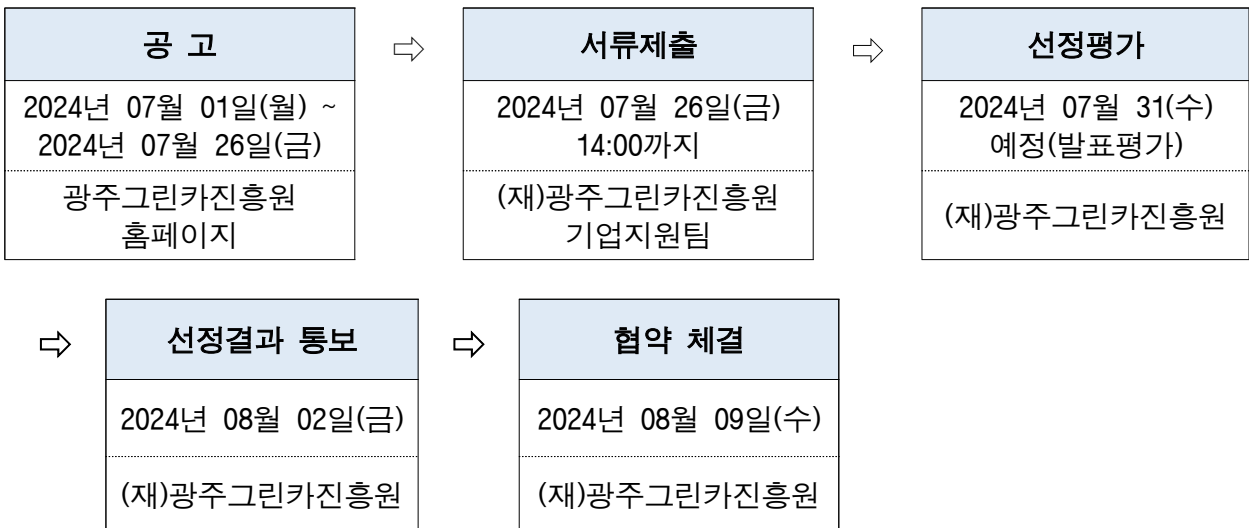 공 고
2024년 07월 01일(월) ~
2024년 07월 26일(금)
광주그린카진흥원
홈페이지
⇨
서류제출
2024년 07월 26일(금)
14:00까지
(재)광주그린카진흥원
기업지원팀
⇨
선정평가
2024년 07월 31(수)
예정(발표평가)
(재)광주그린카진흥원
⇨
선정결과 통보
2024년 08월 02일(금)
(재)광주그린카진흥원
⇨
협약 체결
2024년 08월 09일(수)
(재)광주그린카진흥원